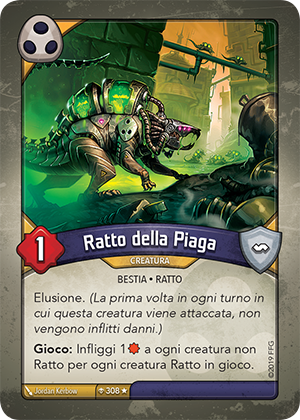 Ratto della Piaga
CREATURA
1
BESTIA • RATTO
Elusione. (La prima volta in ogni turno in
cui questa creatura viene attaccata, non
vengono inflitti danni.)
Gioco: Infliggi 1 a ogni creatura non
Ratto per ogni creatura Ratto in gioco.
©2019 FFG
Jordan Kerbow
308